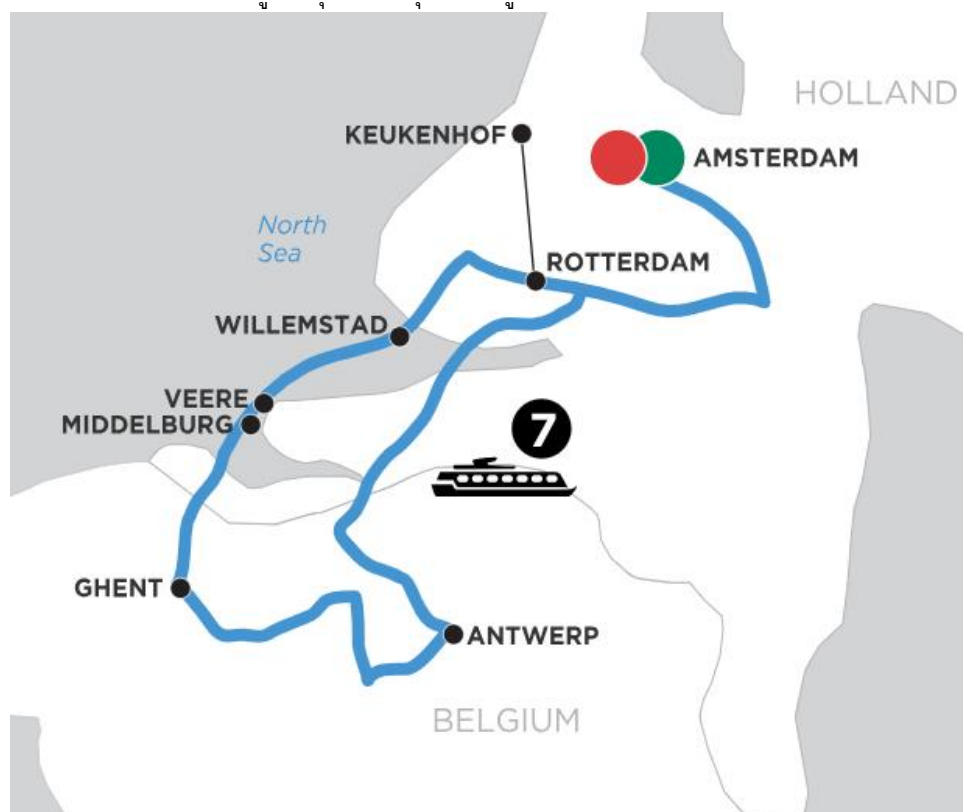 HOLLAND
KEUKENHOF
AMSTERDAM
North
Sea
ROTTERDAM
WILLEMSTAD
VEERE
MIDDELBURG
7
GHENT
ANTWERP
BELGIUM